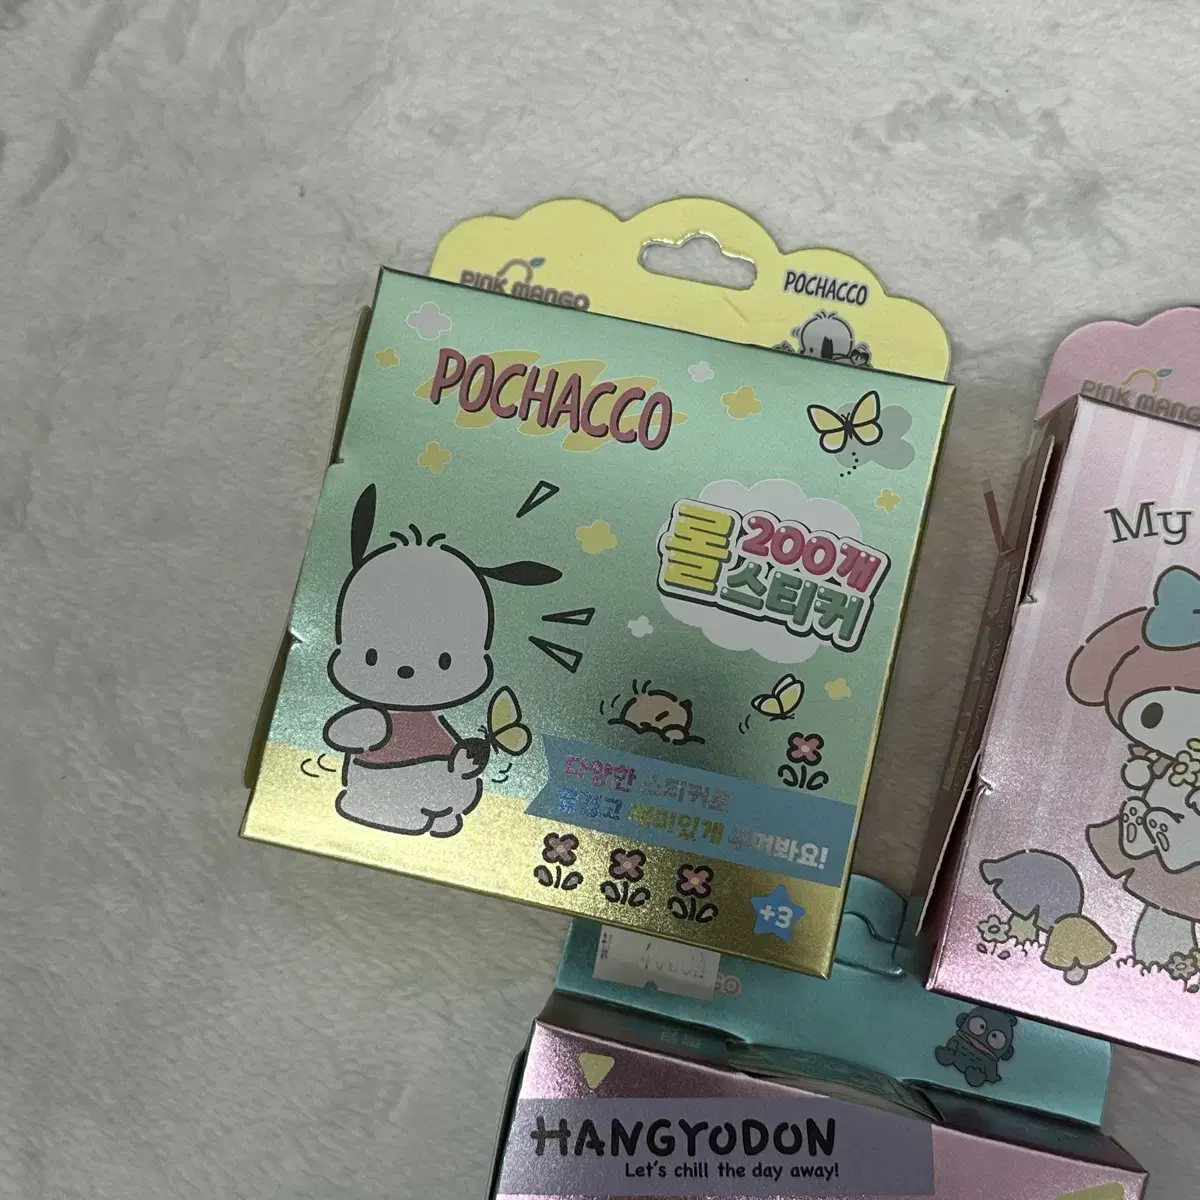 PINK MANGO
POCHACCO
POCHACCO
롤 200개
스티커
다양한 스티커로
즐겁고 재미있게 꾸며봐요!
+3
PINK MANGO
My
HANGYODON
Let's chill the day away!